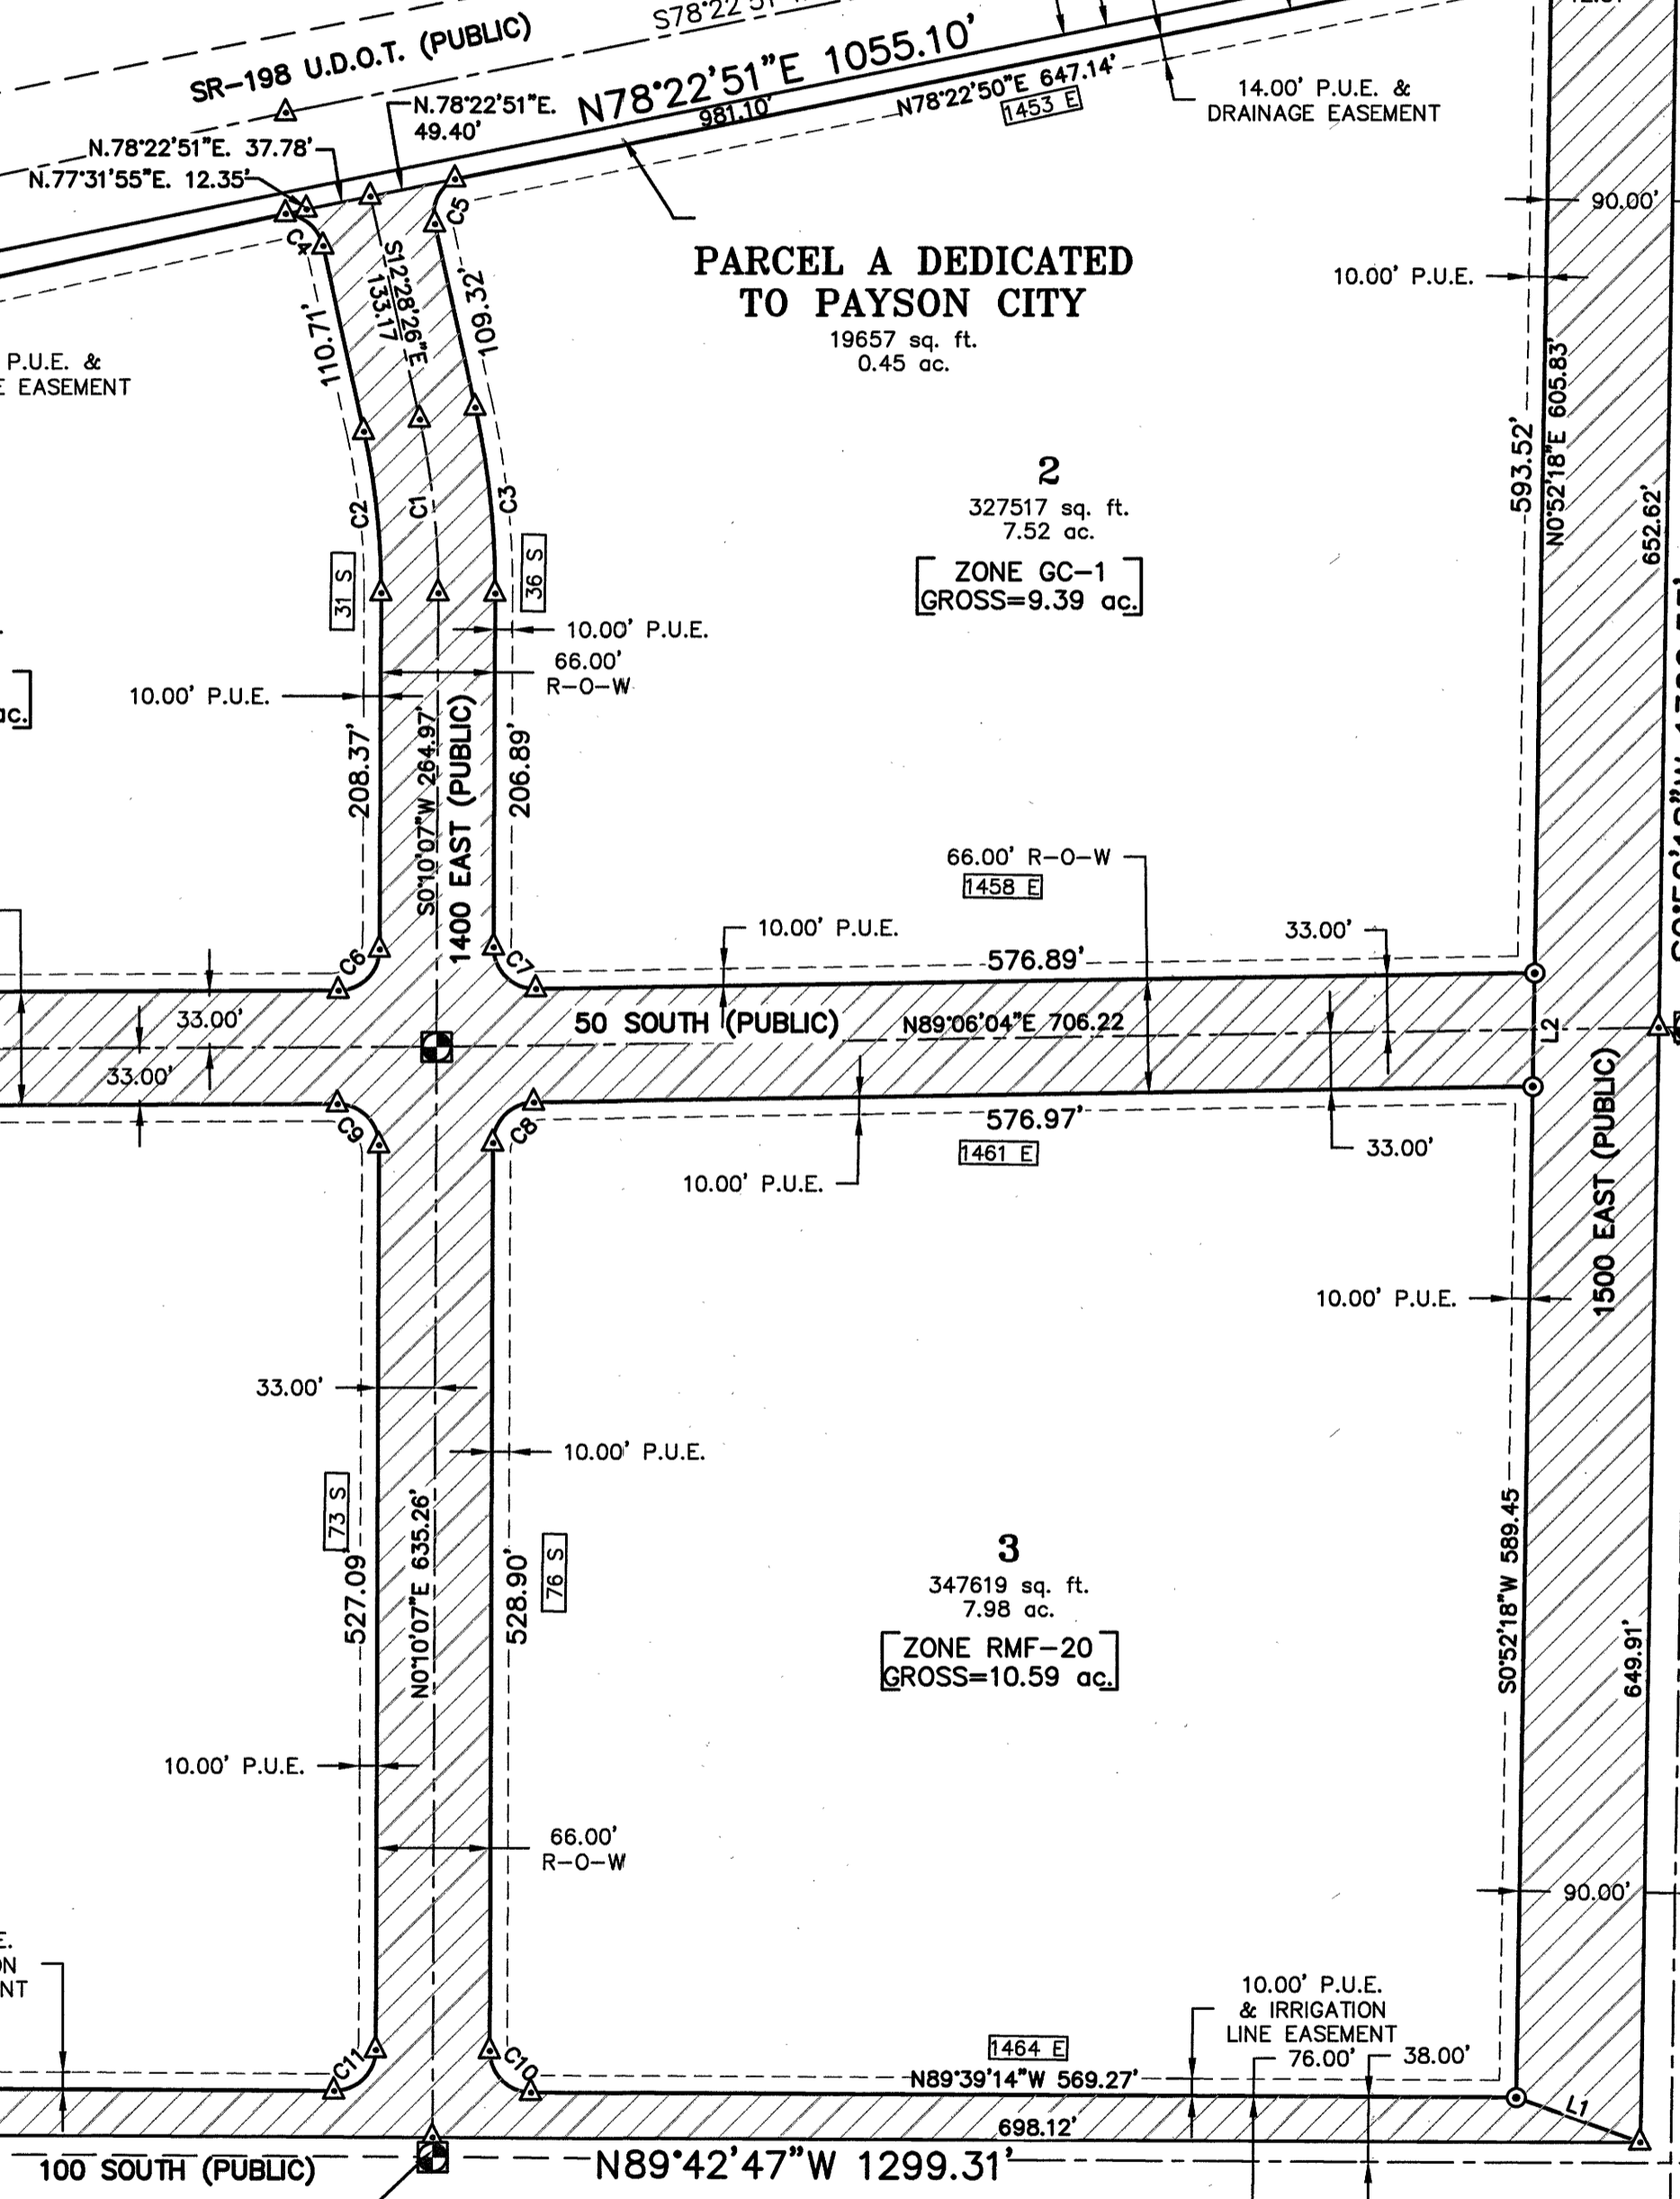 S78°22'51"
SR-198 U.D.O.T. (PUBLIC)
N78°22'51"E 1055.10'
981.10'
N78°22'50"E 647.14'
1453 E
14.00' P.U.E. &
DRAINAGE EASEMENT
N.78°22'51"E.
49.40'
N.78°22'51"E. 37.78'
N.77°31'55"E. 12.35'
C4
C5
90.00'
S12°28'26"E
133.17
109.32'
110.71'
PARCEL A DEDICATED
TO PAYSON CITY
19657 sq. ft.
0.45 ac.
10.00' P.U.E.
P.U.E. &
E EASEMENT
593.52'
N0°52'18"E 605.83'
652.62'
2
327517 sq. ft.
7.52 ac.
ZONE GC-1
GROSS=9.39 ac.
C2
C1
C3
31 S
36 S
10.00' P.U.E.
66.00'
R-O-W
10.00' P.U.E.
ac.
208.37'
S0°10'07"W 264.97'
1400 EAST (PUBLIC)
206.89'
66.00' R-O-W
1458 E
10.00' P.U.E.
33.00'
576.89'
C6
C7
33.00'
50 SOUTH (PUBLIC)
N89°06'04"E 706.22
L2
33.00'
C9
C8
576.97'
1461 E
33.00'
10.00' P.U.E.
1500 EAST (PUBLIC)
10.00' P.U.E.
33.00'
10.00' P.U.E.
73 S
527.09'
N0°10'07"E 635.26'
528.90'
76 S
S0°52'18"W 589.45
649.91'
3
347619 sq. ft.
7.98 ac.
ZONE RMF-20
GROSS=10.59 ac.
10.00' P.U.E.
66.00'
R-O-W
90.00'
E.
ON
NT
10.00' P.U.E.
& IRRIGATION
LINE EASEMENT
76.00'
38.00'
1464 E
C11
C10
N89°39'14"W 569.27'
L1
698.12'
100 SOUTH (PUBLIC)
N89°42'47"W 1299.31'